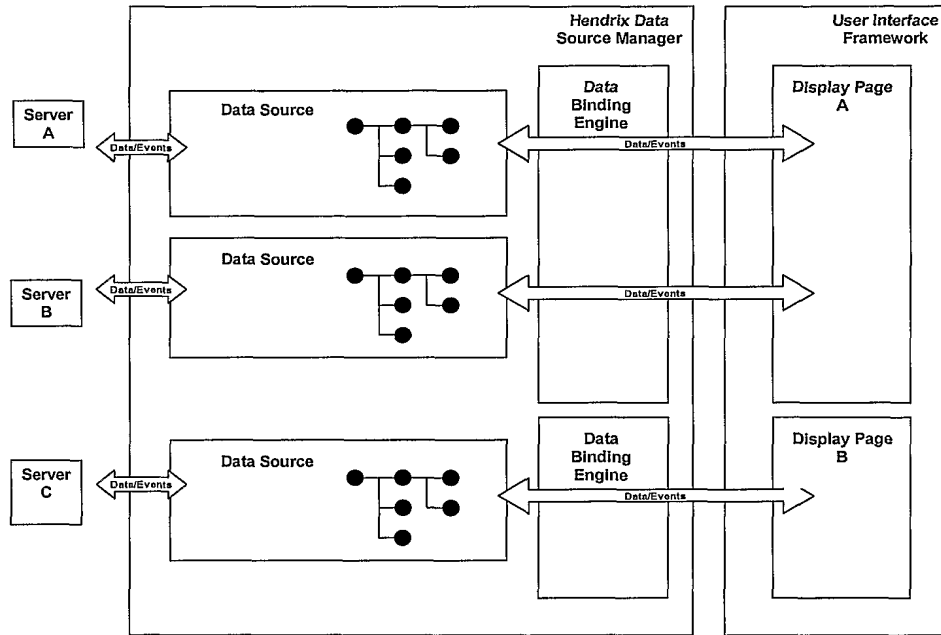 Hendrix Data
Source Manager
User Interface
Framework
Server
A
Data/Events
Data Source
Data
Binding
Engine
Data/Events
Display Page
A
Server
B
Data/Events
Data Source
Data/Events
Server
C
Data/Events
Data Source
Data
Binding
Engine
Data/Events
Display Page
B